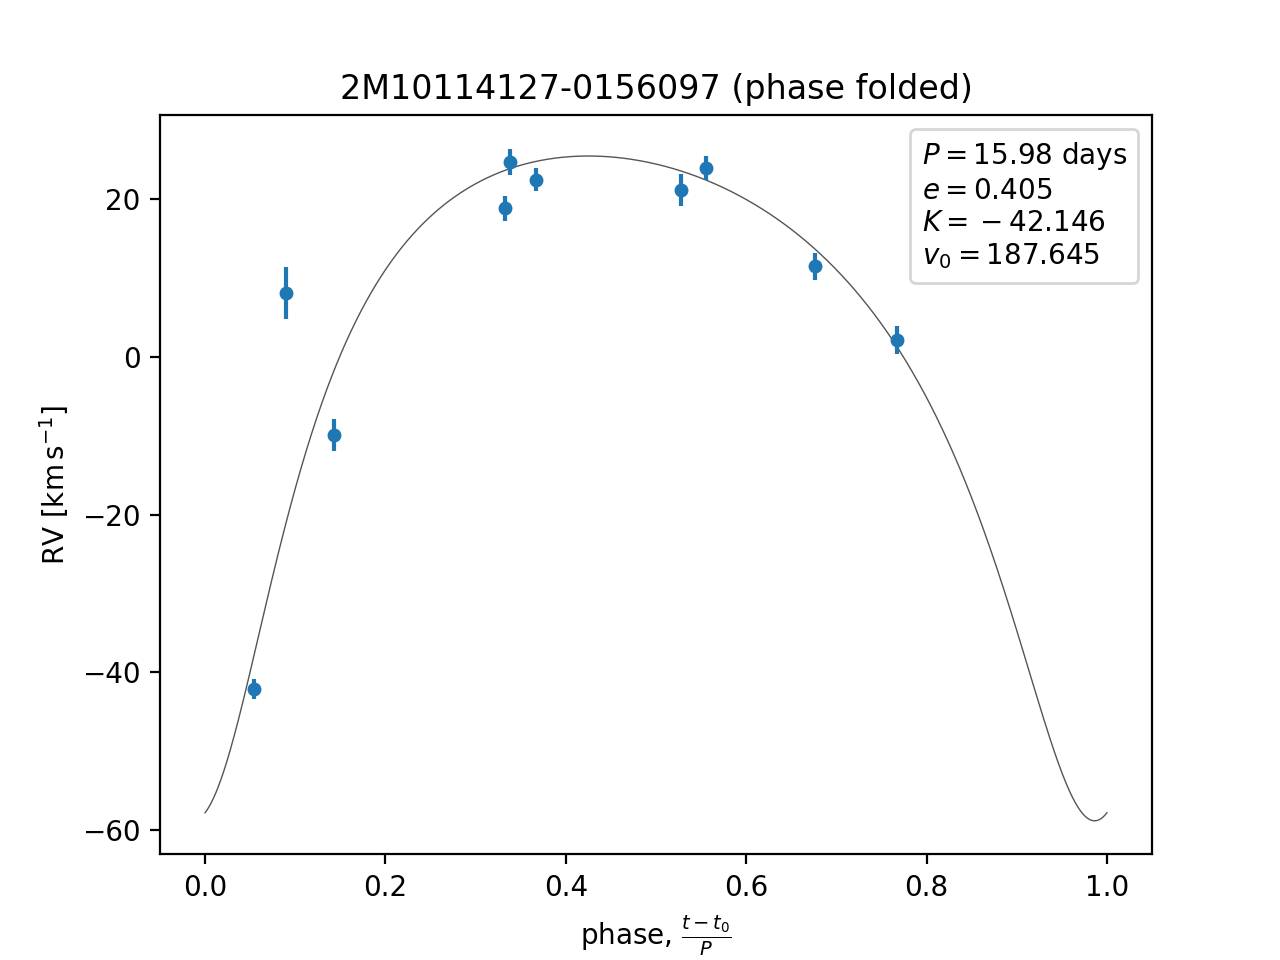 2M10114127-0156097 (phase folded)
P = 15.98 days
e = 0.405
K = −42.146
v₀ = 187.645
RV [km s⁻¹]
20
0
−20
−40
−60
0.0 0.2 0.4 0.6 0.8 1.0
phase, (t − t₀)/P